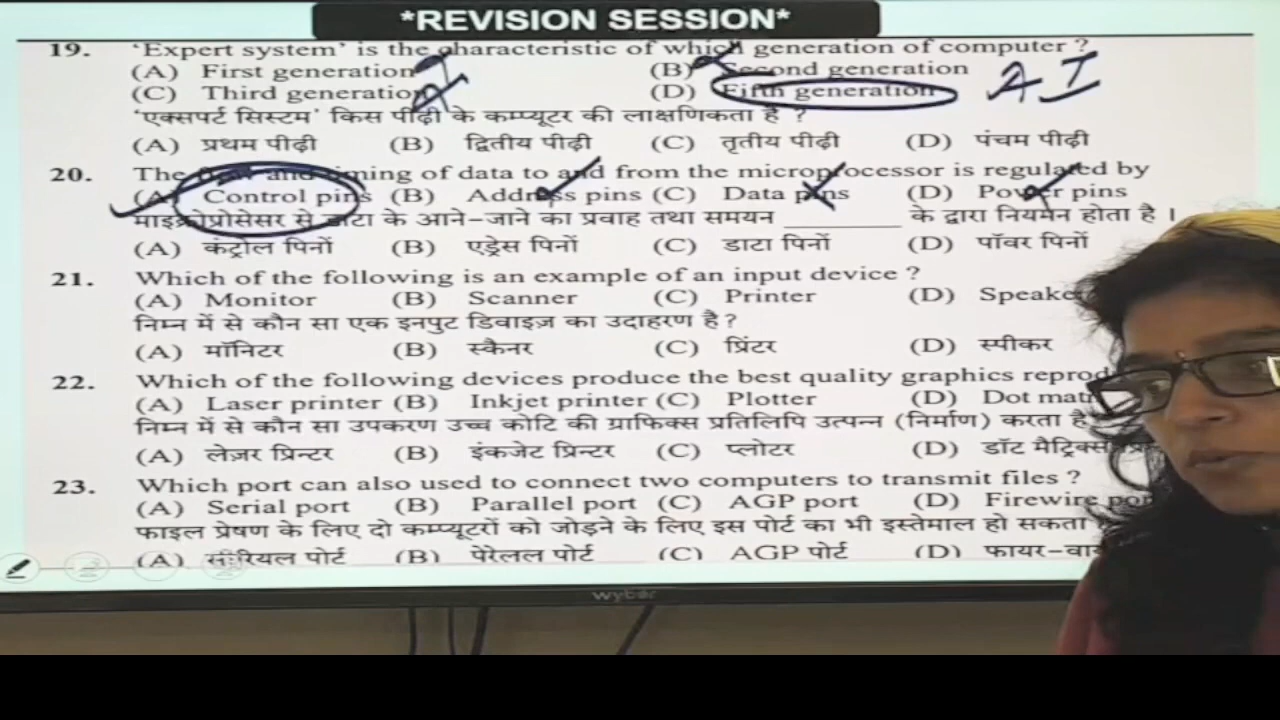 *REVISION SESSION*
19. 'Expert system' is the characteristic of which generation of computer ?
(A) First generation (B) Second generation
(C) Third generation (D) Fifth generation
A I
'एक्सपर्ट सिस्टम' किस पीढ़ी के कम्प्यूटर की लाक्षणिकता है ?
(A) प्रथम पीढ़ी (B) द्वितीय पीढ़ी (C) तृतीय पीढ़ी (D) पंचम पीढ़ी
20. The and timing of data to and from the microprocessor is regulated by
(A) Control pins (B) Address pins (C) Data pins (D) Power pins
माइक्रोप्रोसेसर से डाटा के आने-जाने का प्रवाह तथा समयन ________ के द्वारा नियमन होता है ।
(A) कंट्रोल पिनों (B) एड्रेस पिनों (C) डाटा पिनों (D) पॉवर पिनों
21. Which of the following is an example of an input device ?
(A) Monitor (B) Scanner (C) Printer (D) Speake
निम्न में से कौन सा एक इनपुट डिवाइज़ का उदाहरण है ?
(A) मॉनिटर (B) स्कैनर (C) प्रिंटर (D) स्पीकर
22. Which of the following devices produce the best quality graphics reprod
(A) Laser printer (B) Inkjet printer (C) Plotter (D) Dot mat
निम्न में से कौन सा उपकरण उच्च कोटि की ग्राफिक्स प्रतिलिपि उत्पन्न (निर्माण) करता है
(A) लेज़र प्रिन्टर (B) इंकजेट प्रिन्टर (C) प्लोटर (D) डॉट मैट्रिक्स
23. Which port can also used to connect two computers to transmit files ?
(A) Serial port (B) Parallel port (C) AGP port (D) Firewire por
फाइल प्रेषण के लिए दो कम्प्यूटरों को जोड़ने के लिए इस पोर्ट का भी इस्तेमाल हो सकता
(A) सीरियल पोर्ट (B) पेरेलल पोर्ट (C) AGP पोर्ट (D) फायर-वा